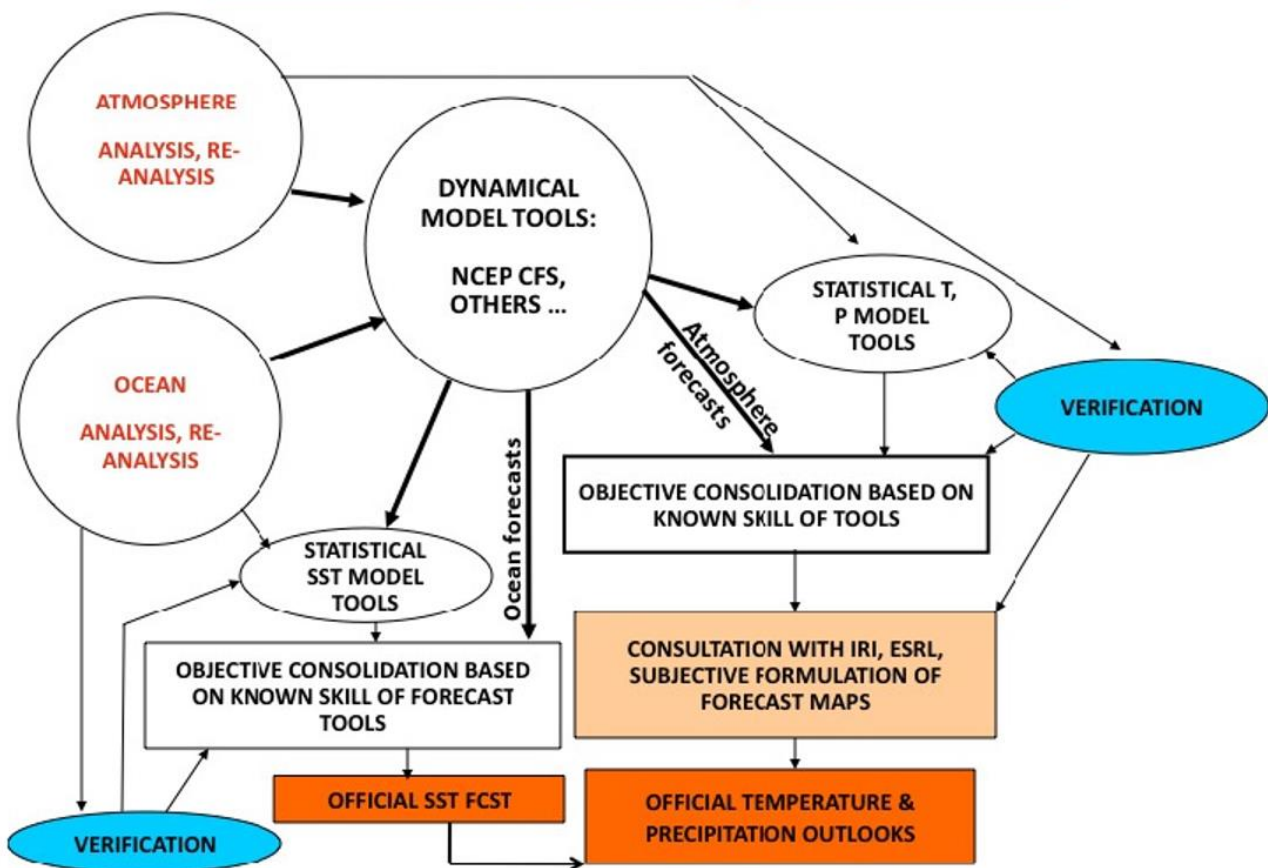 ATMOSPHERE
ANALYSIS, RE-
ANALYSIS
DYNAMICAL
MODEL TOOLS:
NCEP CFS,
OTHERS ...
STATISTICAL T,
P MODEL
TOOLS
OCEAN
ANALYSIS, RE-
ANALYSIS
Atmosphere
forecasts
VERIFICATION
Ocean forecasts
OBJECTIVE CONSOLIDATION BASED ON
KNOWN SKILL OF TOOLS
STATISTICAL
SST MODEL
TOOLS
OBJECTIVE CONSOLIDATION BASED
ON KNOWN SKILL OF FORECAST
TOOLS
CONSULTATION WITH IRI, ESRL,
SUBJECTIVE FORMULATION OF
FORECAST MAPS
OFFICIAL SST FCST
OFFICIAL TEMPERATURE &
PRECIPITATION OUTLOOKS
VERIFICATION